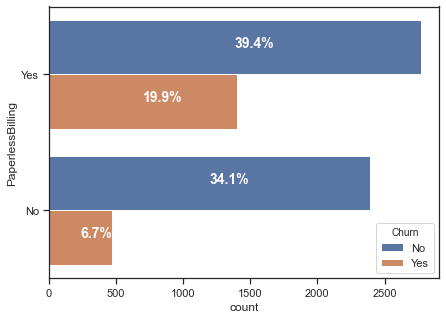 39.4%
Yes
19.9%
PaperlessBilling
34.1%
No
6.7%
Churn
No
Yes
0 500 1000 1500 2000 2500
count